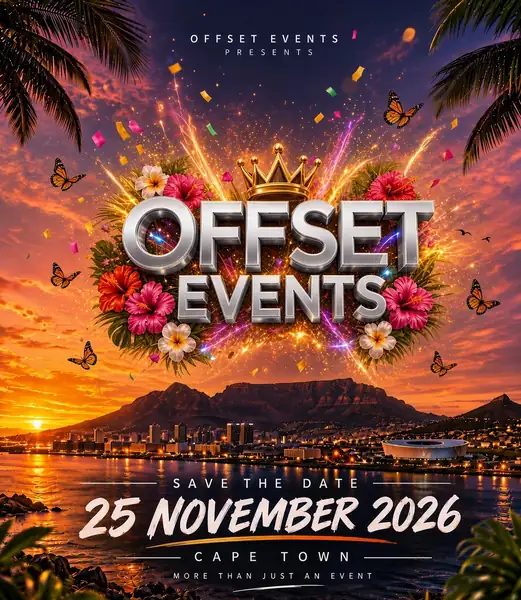 OFFSET EVENTS
PRESENTS
OFFSET
EVENTS
SAVE THE DATE
25 NOVEMBER 2026
CAPE TOWN
MORE THAN JUST AN EVENT